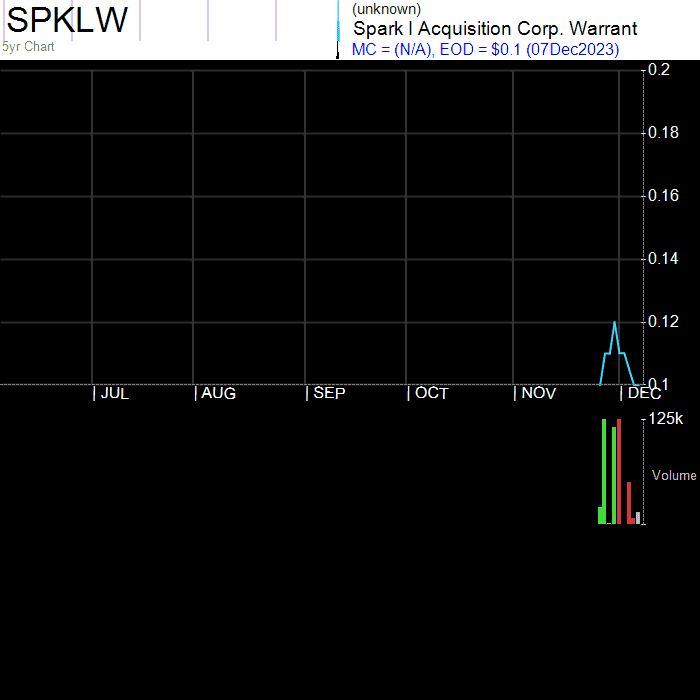 SPKLW
5yr Chart
(unknown)
Spark I Acquisition Corp. Warrant
MC = (N/A), EOD = $0.1 (07Dec2023)
0.2
0.18
0.16
0.14
0.12
0.1
| JUL | AUG | SEP | OCT | NOV | DEC
125k
Volume